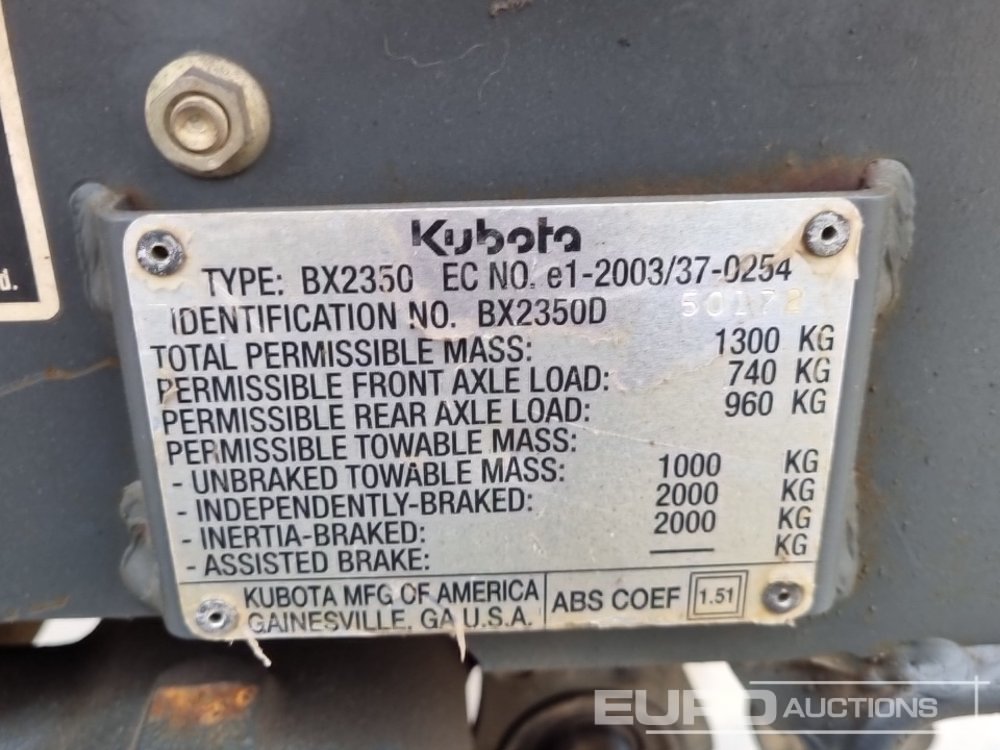 d.
Kubota
TYPE: BX2350 EC NO. e1-2003/37-0254
IDENTIFICATION NO. BX2350D
TOTAL PERMISSIBLE MASS: 1300 KG
PERMISSIBLE FRONT AXLE LOAD: 740 KG
PERMISSIBLE REAR AXLE LOAD: 960 KG
PERMISSIBLE TOWABLE MASS:
- UNBRAKED TOWABLE MASS: 1000 KG
- INDEPENDENTLY-BRAKED: 2000 KG
- INERTIA-BRAKED: 2000 KG
- ASSISTED BRAKE: —— KG
KUBOTA MFG OF AMERICA
GAINESVILLE, GA U.S.A.
ABS COEF 1.51
EURO AUCTIONS